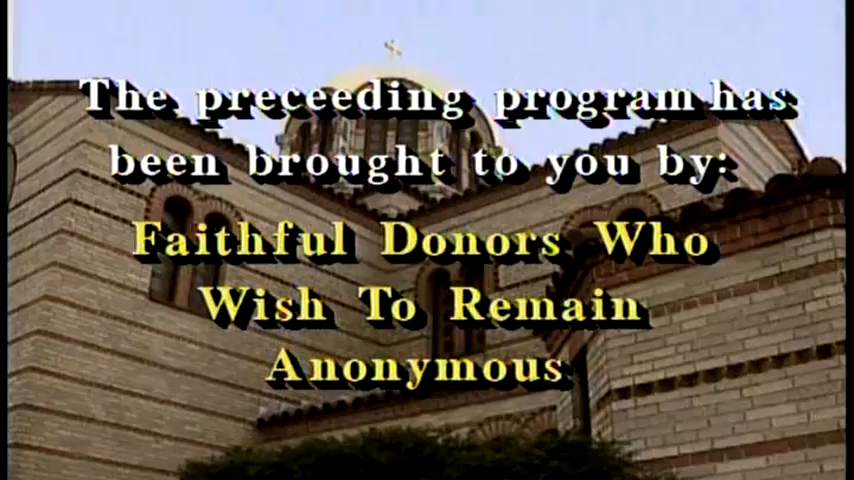 The preceeding program has
been brought to you by:
Faithful Donors Who
Wish To Remain
Anonymous